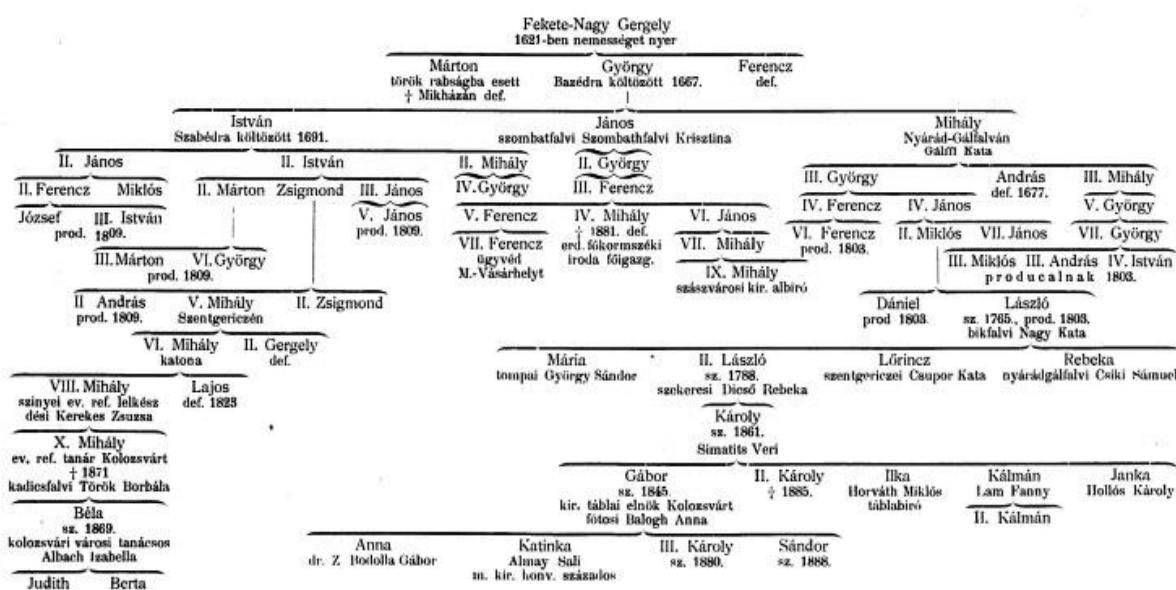 Fekete-Nagy Gergely
1621-ben nemességet nyer
Márton György Ferencz
török rabságba esett Bazédra költözött 1667. def.
† Mikházán def.
István János Mihály
Szabédra költözött 1691. szombatfalvi Szombathfalvi Krisztina Nyárád-Gálfalván
Gálffi Kata
II. János II. István II. Mihály II. György III. György András III. Mihály
def. 1677.
II. Ferencz Miklós II. Márton Zsigmond III. János IV. György III. Ferencz IV. Ferencz IV. János V. György
József III. István V. János V. Ferencz IV. Mihály VI. János VI. Ferencz II. Miklós VII. János VII. György
prod. 1809. prod. 1809. † 1881. def. prod. 1803.
VII. Ferencz erd. főkormszéki VII. Mihály
ügyvéd iroda főigazg.
M.-Vásárhelyt
III. Márton VI. György IX. Mihály III. Miklós III. András IV. István
prod. 1809. szászvárosi kir. albiró producalnak 1803.
II András V. Mihály II. Zsigmond Dániel László
prod. 1809. Szentgericzén prod 1803. sz. 1765., prod. 1803.
bikfalvi Nagy Kata
VI. Mihály II. Gergely
katona def.
Mária II. László Lőrincz Rebeka
tompai György Sándor sz. 1788. szentgericzei Csupor Kata nyárádgálfalvi Csiki Sámuel
szekeresi Dicső Rebeka
VIII. Mihály Lajos
szinyei ev. ref. lelkész def. 1823
dési Kerekes Zsuzsa
Károly
sz. 1861.
Simatits Veri
X. Mihály
ev. ref. tanár Kolozsvárt
† 1871
kadicsfalvi Török Borbála
Gábor II. Károly Ilka Kálmán Janka
sz. 1845. † 1885. Horváth Miklós Lam Fanny Hollós Károly
kir. táblai elnök Kolozsvárt táblabiró
fótosi Balogh Anna II. Kálmán
Béla
sz. 1869.
kolozsvári városi tanácsos
Albach Izabella
Anna Katinka III. Károly Sándor
dr. Z Bodolla Gábor Almay Sali sz. 1880. sz. 1888.
m. kir. honv. százados
Judith Berta